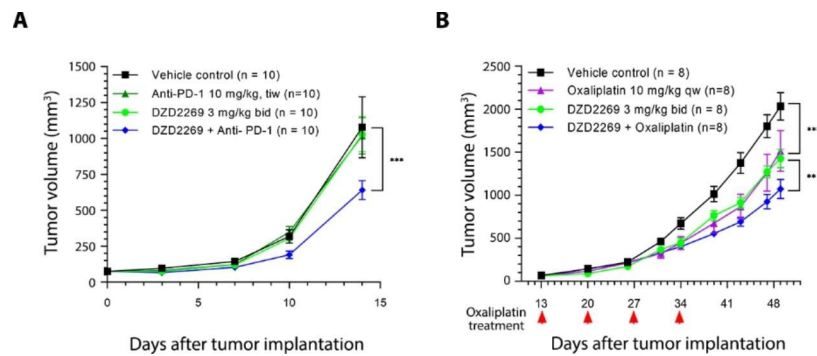 A
Tumor volume (mm³)
1500
1250
1000
750
500
250
0
Vehicle control (n = 10)
Anti-PD-1 10 mg/kg, tiw (n=10)
DZD2269 3 mg/kg bid (n = 10)
DZD2269 + Anti- PD-1 (n = 10)
***
0 5 10 15
Days after tumor implantation
B
Tumor volume (mm³)
2500
2000
1500
1000
500
0
Vehicle control (n = 8)
Oxaliplatin 10 mg/kg qw (n=8)
DZD2269 3 mg/kg bid (n = 8)
DZD2269 + Oxaliplatin (n=8)
**
**
13 20 27 34 41 48
Oxaliplatin
treatment
Days after tumor implantation